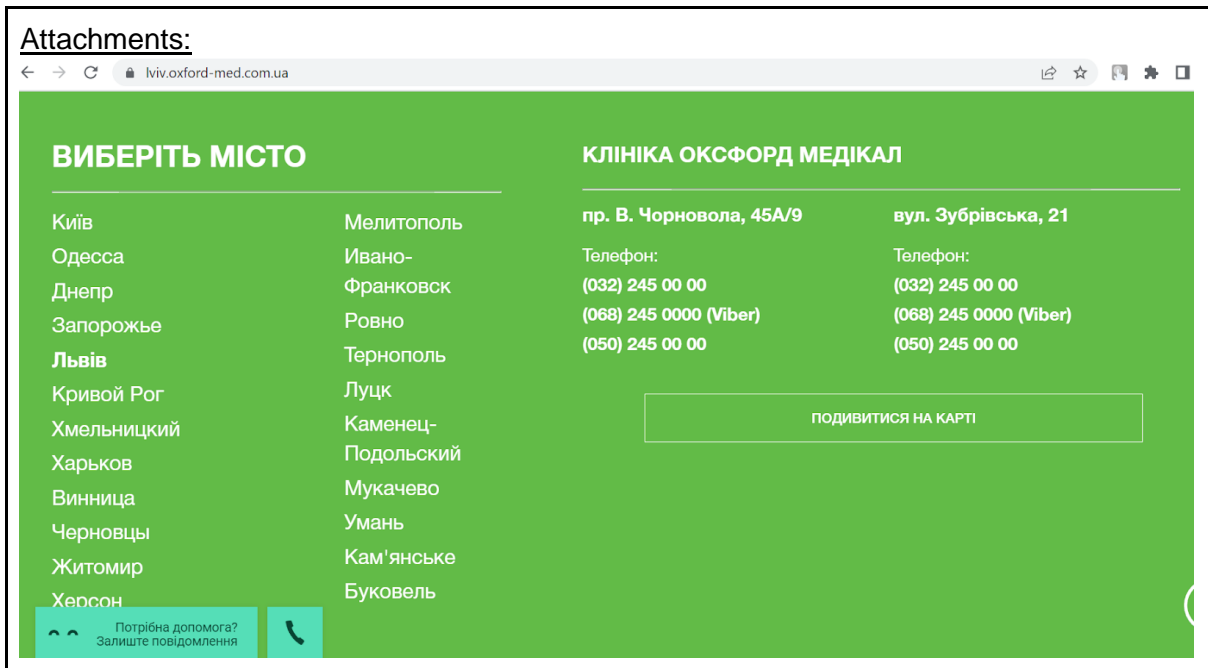 Attachments:
lviv.oxford-med.com.ua
ВИБЕРІТЬ МІСТО
Київ
Одесса
Днепр
Запорожье
Львів
Кривой Рог
Хмельницкий
Харьков
Винница
Черновцы
Житомир
Херсон
Мелитополь
Ивано-
Франковск
Ровно
Тернополь
Луцк
Каменец-
Подольский
Мукачево
Умань
Кам'янське
Буковель
КЛІНІКА ОКСФОРД МЕДІКАЛ
пр. В. Чорновола, 45А/9
Телефон:
(032) 245 00 00
(068) 245 0000 (Viber)
(050) 245 00 00
вул. Зубрівська, 21
Телефон:
(032) 245 00 00
(068) 245 0000 (Viber)
(050) 245 00 00
ПОДИВИТИСЯ НА КАРТІ
Потрібна допомога?
Залиште повідомлення